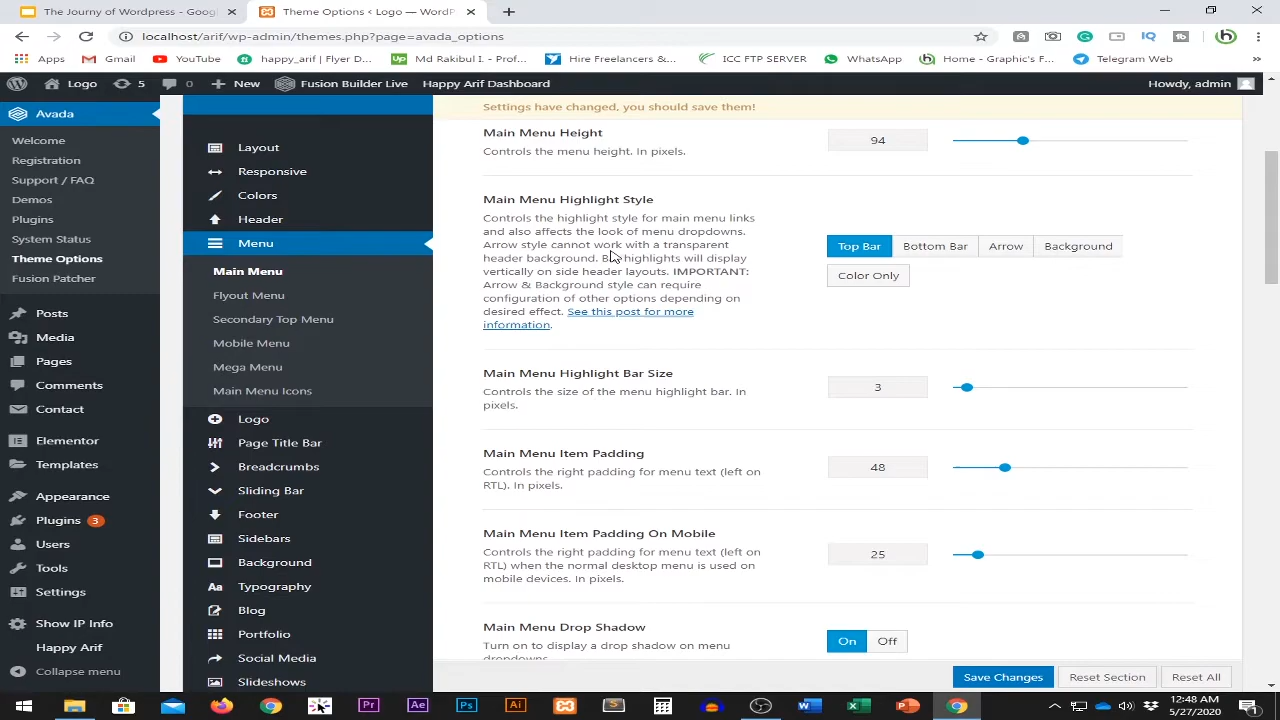 The Journy of Wordpress - Googl
Theme Options < Logo — WordP
localhost/arif/wp-admin/themes.php?page=avada_options
Apps
Gmail
YouTube
happy_arif | Flyer D...
Md Rakibul I. - Prof...
Hire Freelancers &...
ICC FTP SERVER
WhatsApp
Home - Graphic's F...
Telegram Web
Logo
5
0
New
Fusion Builder Live
Happy Arif Dashboard
Howdy, admin
Avada
Welcome
Registration
Support / FAQ
Demos
Plugins
System Status
Theme Options
Fusion Patcher
Posts
Media
Pages
Comments
Contact
Elementor
Templates
Appearance
Plugins 3
Users
Tools
Settings
Show IP Info
Happy Arif
Collapse menu
Layout
Responsive
Colors
Header
Menu
Main Menu
Flyout Menu
Secondary Top Menu
Mobile Menu
Mega Menu
Main Menu Icons
Logo
Page Title Bar
Breadcrumbs
Sliding Bar
Footer
Sidebars
Background
Typography
Blog
Portfolio
Social Media
Slideshows
Settings have changed, you should save them!
Main Menu Height
Controls the menu height. In pixels.
94
Main Menu Highlight Style
Controls the highlight style for main menu links
and also affects the look of menu dropdowns.
Arrow style cannot work with a transparent
header background. highlights will display
vertically on side header layouts. IMPORTANT:
Arrow & Background style can require
configuration of other options depending on
desired effect. See this post for more
information.
Top Bar
Bottom Bar
Arrow
Background
Color Only
Main Menu Highlight Bar Size
Controls the size of the menu highlight bar. In
pixels.
3
Main Menu Item Padding
Controls the right padding for menu text (left on
RTL). In pixels.
48
Main Menu Item Padding On Mobile
Controls the right padding for menu text (left on
RTL) when the normal desktop menu is used on
mobile devices. In pixels.
25
Main Menu Drop Shadow
Turn on to display a drop shadow on menu
dropdowns.
On
Off
Save Changes
Reset Section
Reset All
12:48 AM
5/27/2020